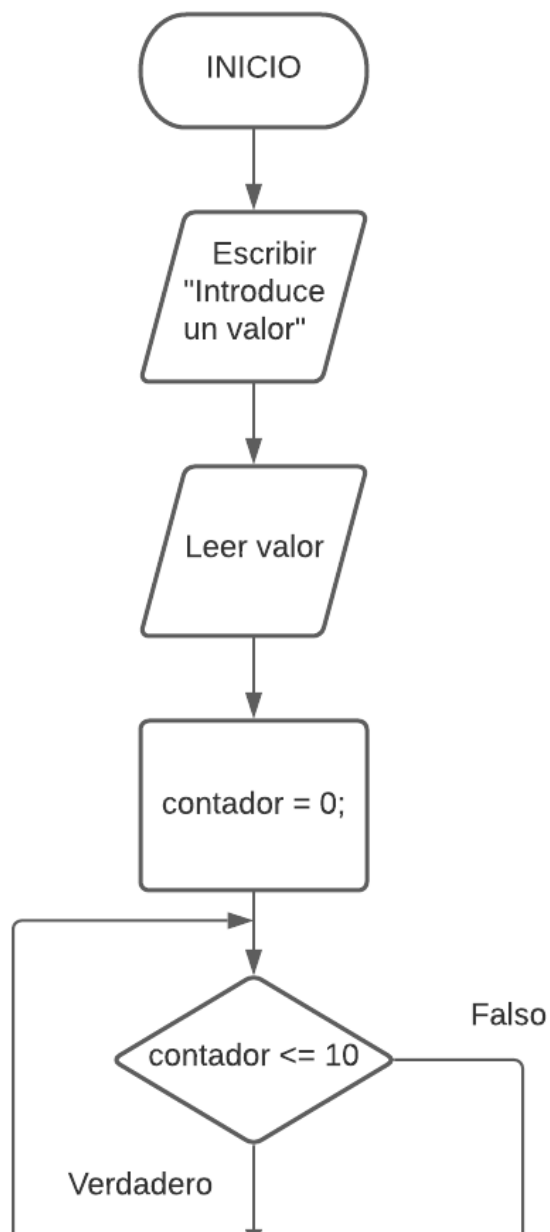 INICIO
Escribir
"Introduce
un valor"
Leer valor
contador = 0;
contador <= 10
Falso
Verdadero